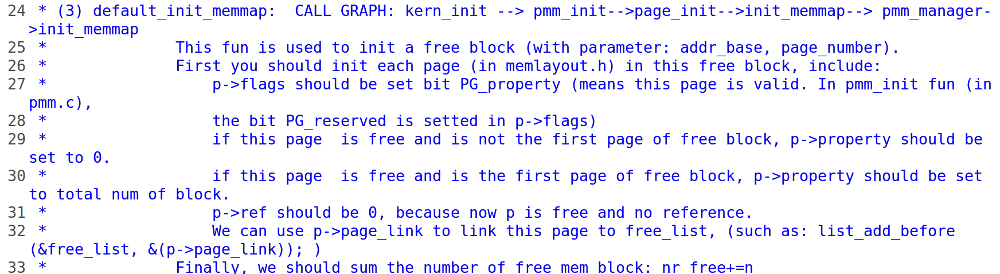 24 * (3) default_init_memmap:  CALL GRAPH: kern_init --> pmm_init-->page_init-->init_memmap--> pmm_manager-
>init_memmap
25 *              This fun is used to init a free block (with parameter: addr_base, page_number).
26 *              First you should init each page (in memlayout.h) in this free block, include:
27 *                  p->flags should be set bit PG_property (means this page is valid. In pmm_init fun (in
pmm.c),
28 *                  the bit PG_reserved is setted in p->flags)
29 *                  if this page  is free and is not the first page of free block, p->property should be
set to 0.
30 *                  if this page  is free and is the first page of free block, p->property should be set
to total num of block.
31 *                  p->ref should be 0, because now p is free and no reference.
32 *                  We can use p->page_link to link this page to free_list, (such as: list_add_before
(&free_list, &(p->page_link)); )
33 *              Finally, we should sum the number of free mem block: nr_free+=n